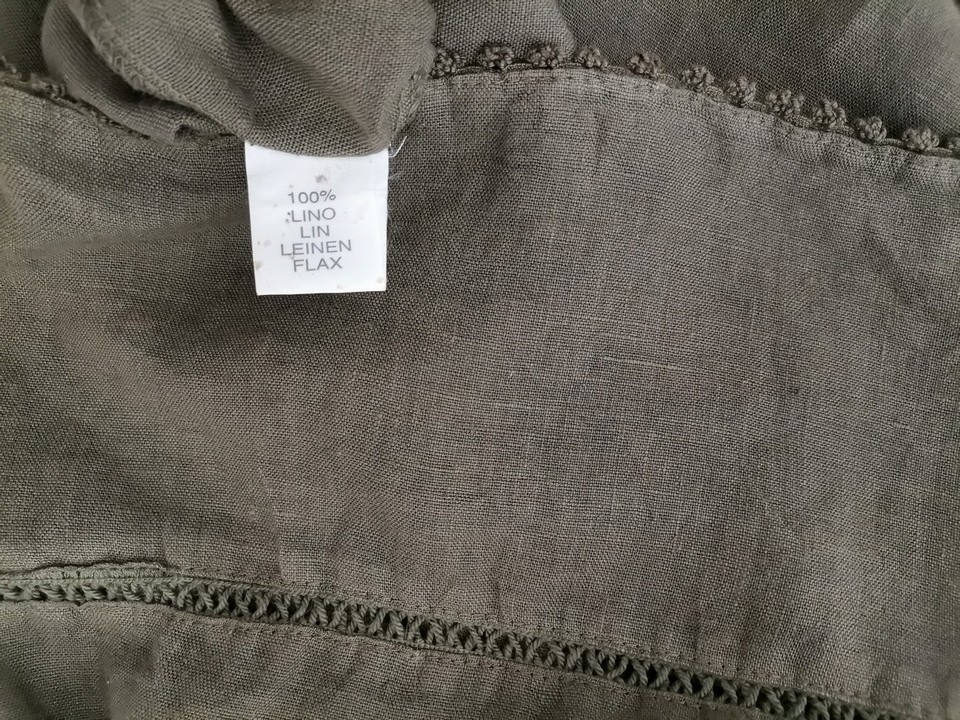 100%
LINO
LIN
LEINEN
FLAX